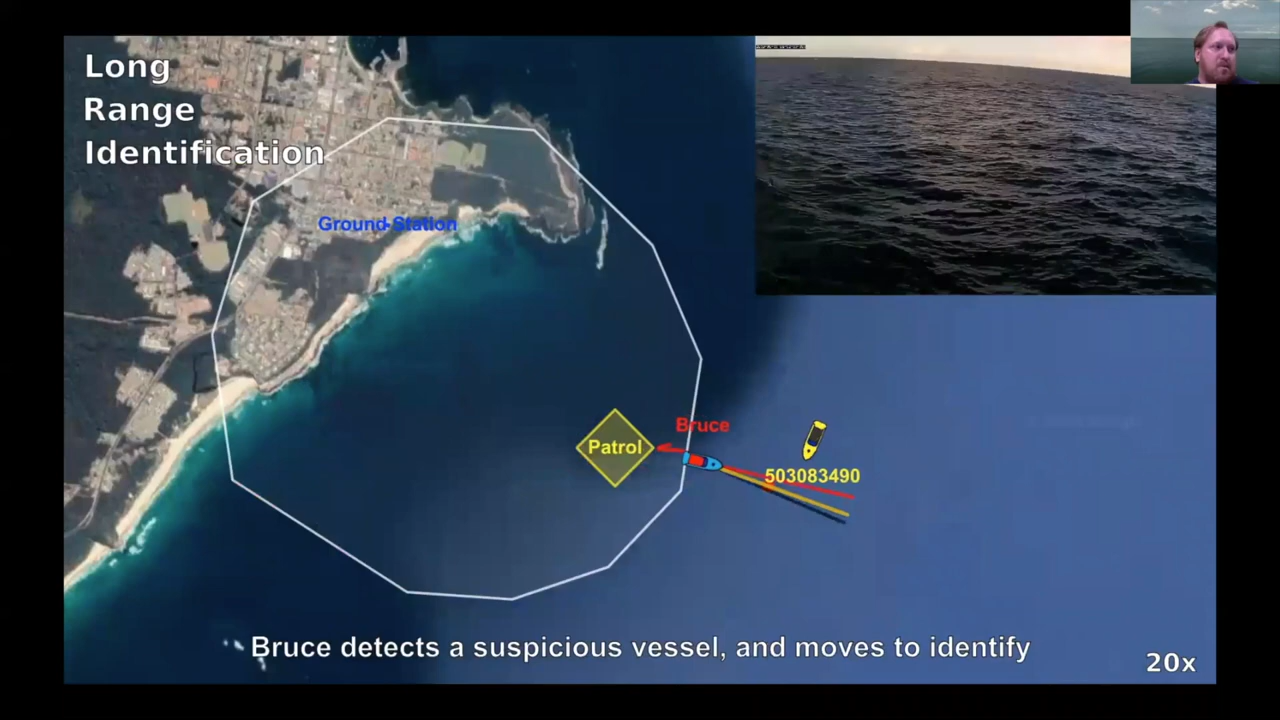 Long
Range
Identification
Ground Station
Bruce
Patrol
503083490
Bruce detects a suspicious vessel, and moves to identify
20x